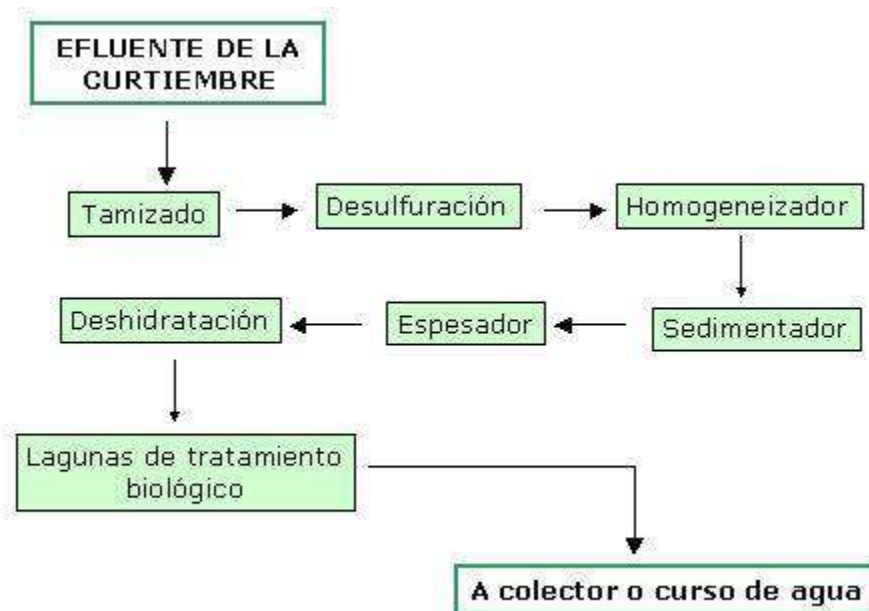 EFLUENTE DE LA
CURTIEMBRE
Tamizado
Desulfuración
Homogeneizador
Sedimentador
Espesador
Deshidratación
Lagunas de tratamiento
biológico
A colector o curso de agua